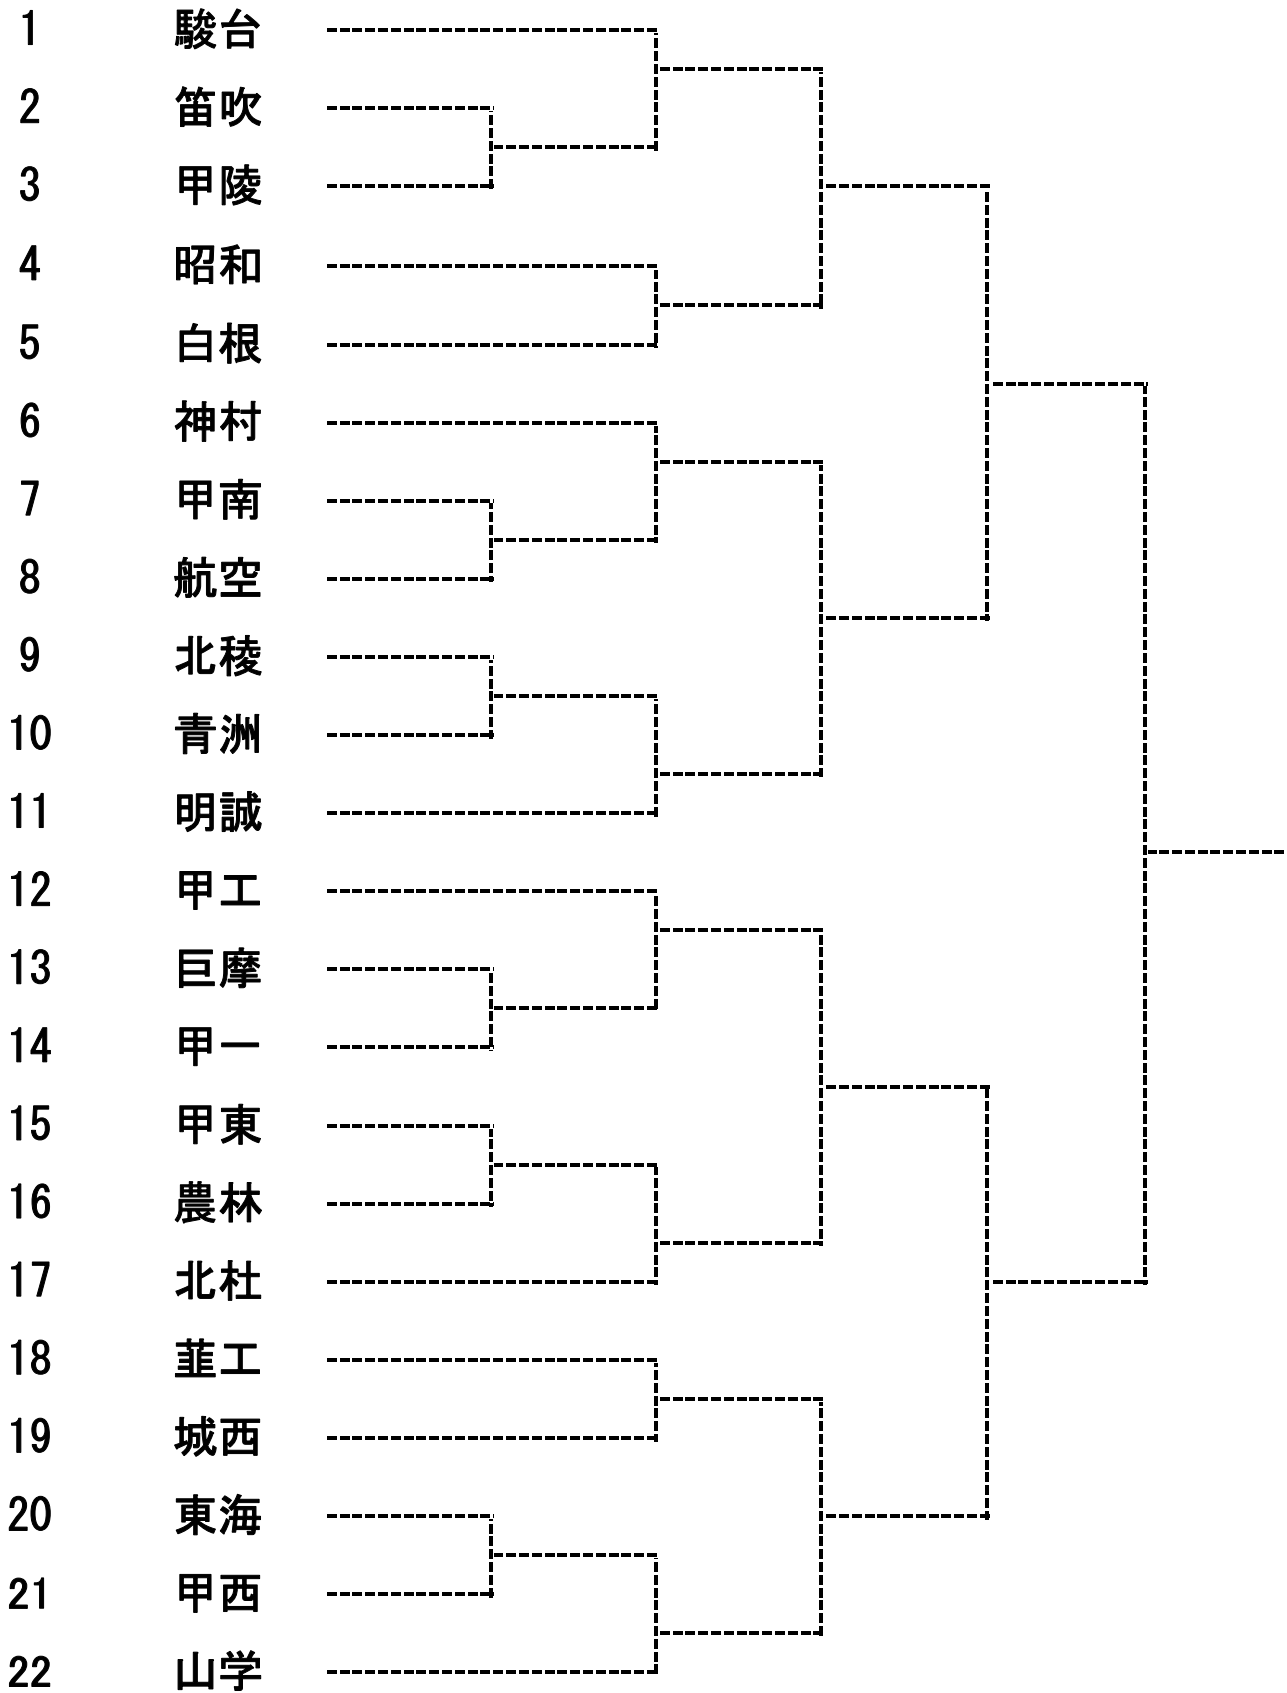 1 駿台
2 笛吹
3 甲陵
4 昭和
5 白根
6 神村
7 甲南
8 航空
9 北稜
10 青洲
11 明誠
12 甲工
13 巨摩
14 甲一
15 甲東
16 農林
17 北杜
18 韮工
19 城西
20 東海
21 甲西
22 山学